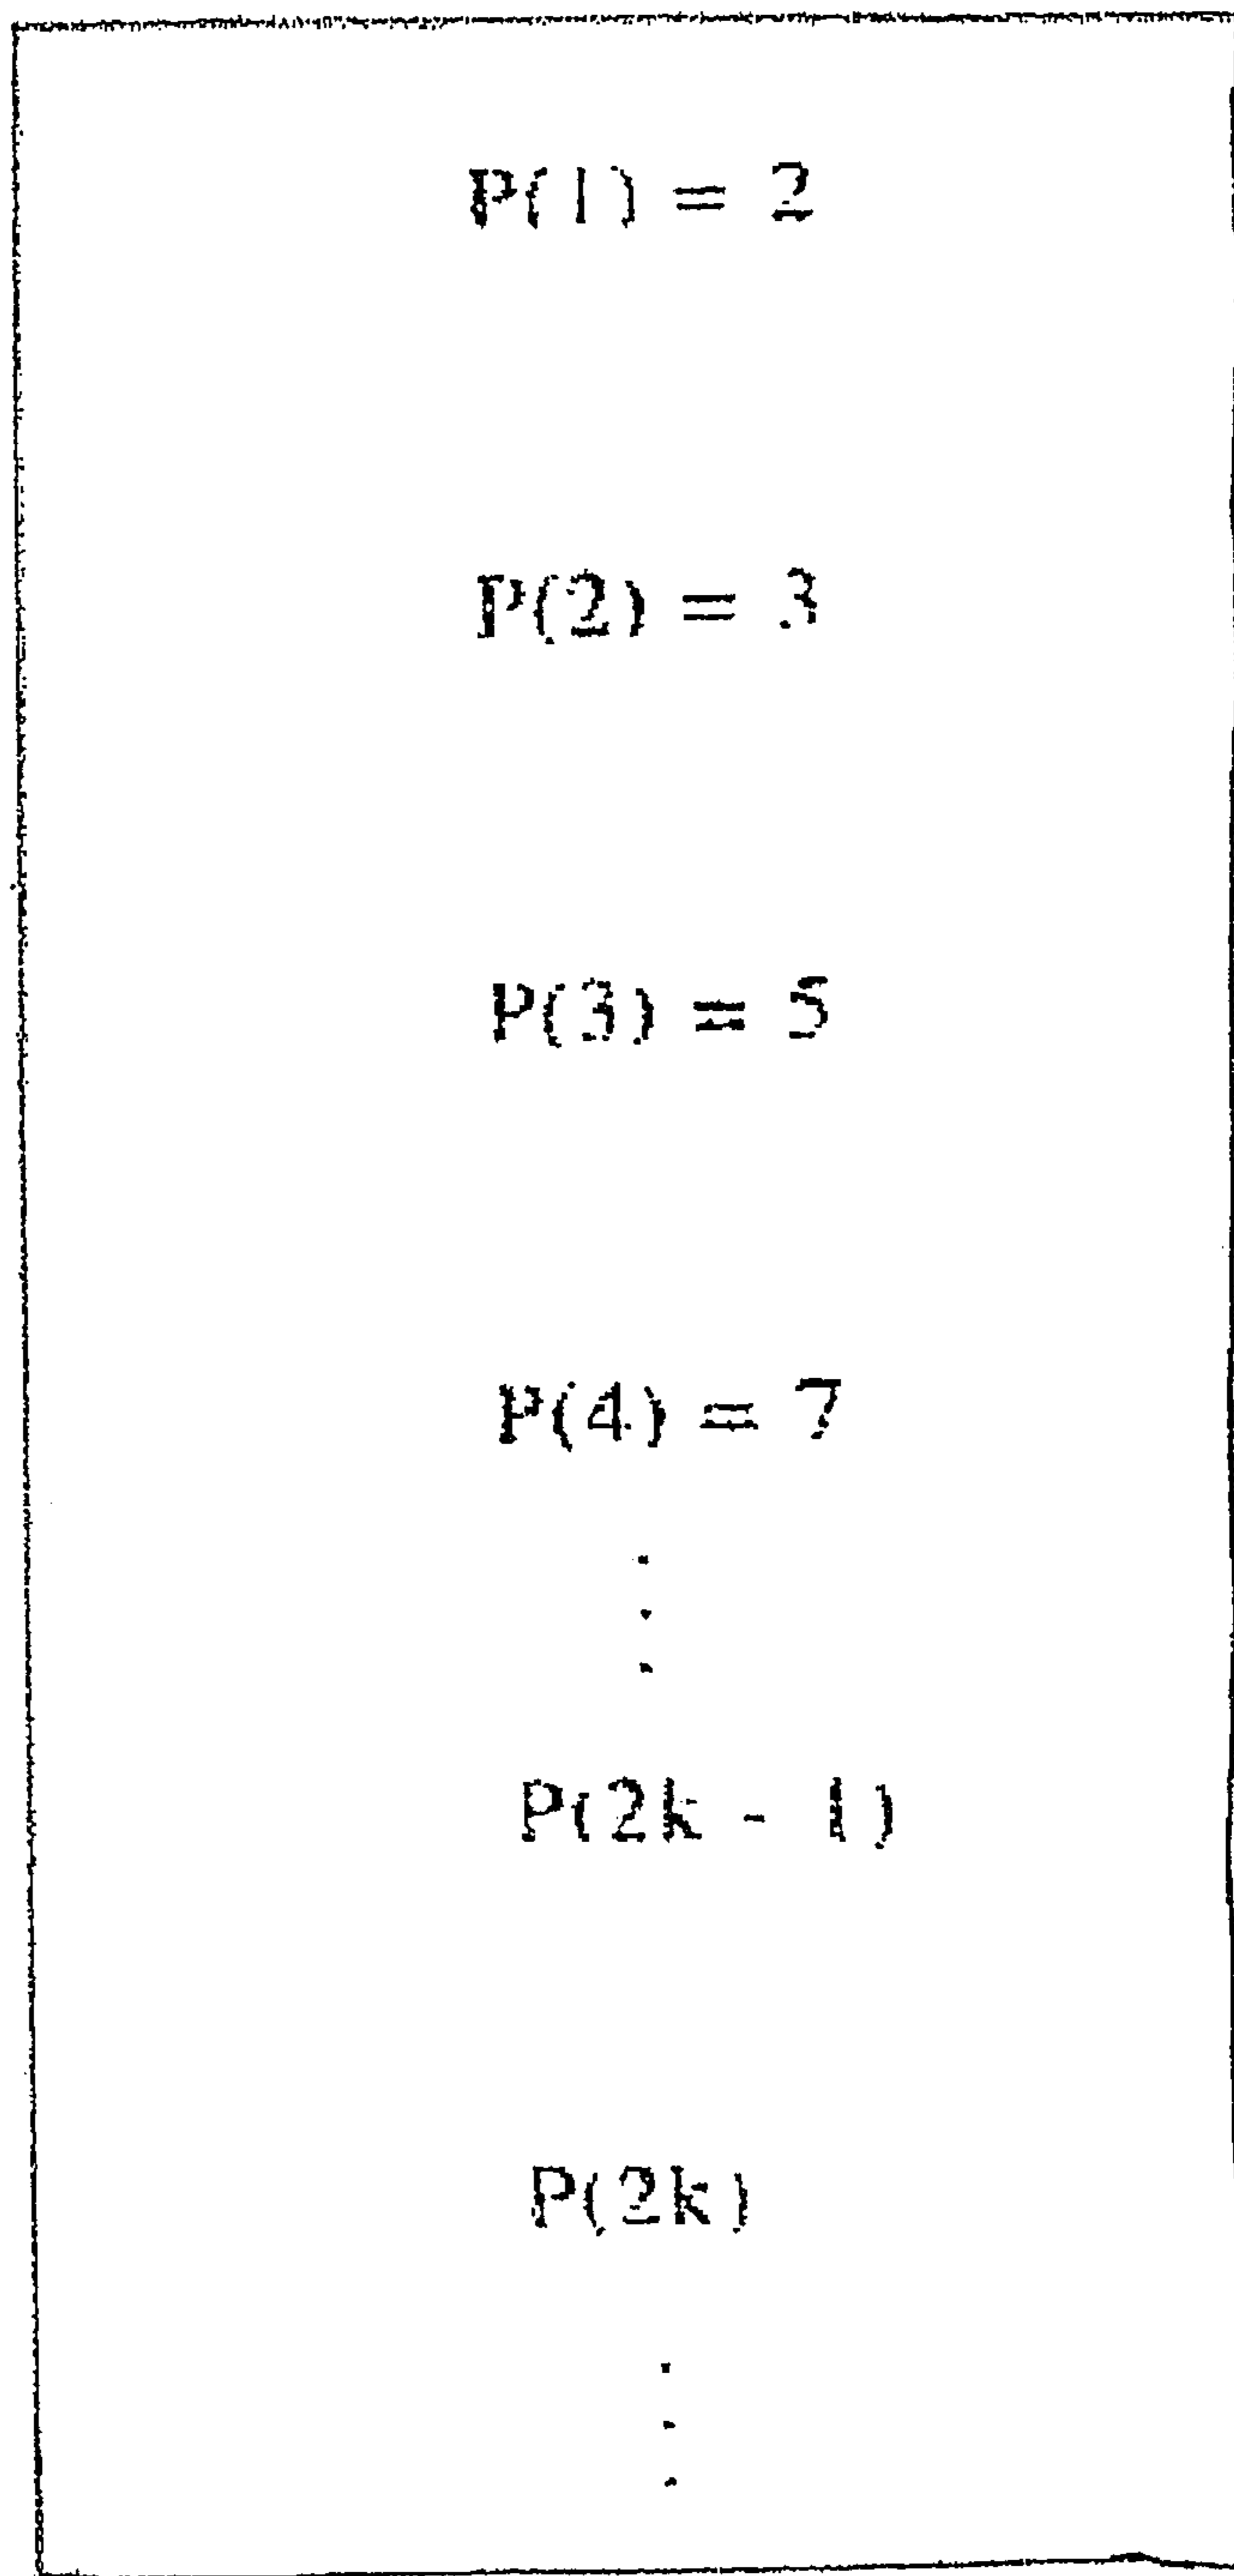 P(1) = 2
P(2) = 3
P(3) = 5
P(4) = 7
.
.
.
P(2k - 1)
P(2k)
.
.
.